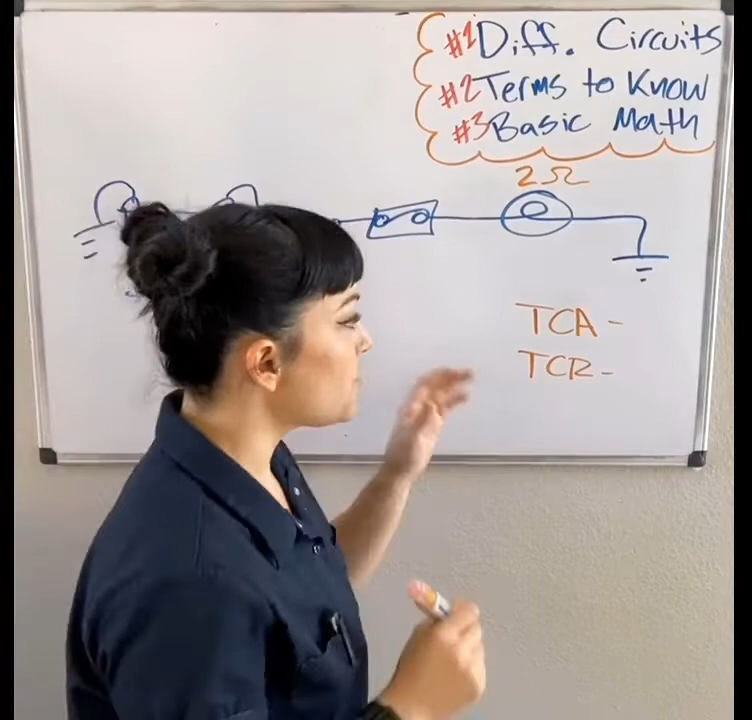 #1 Diff. Circuits
#2 Terms to Know
#3 Basic Math
2Ω
TCA -
TCR -